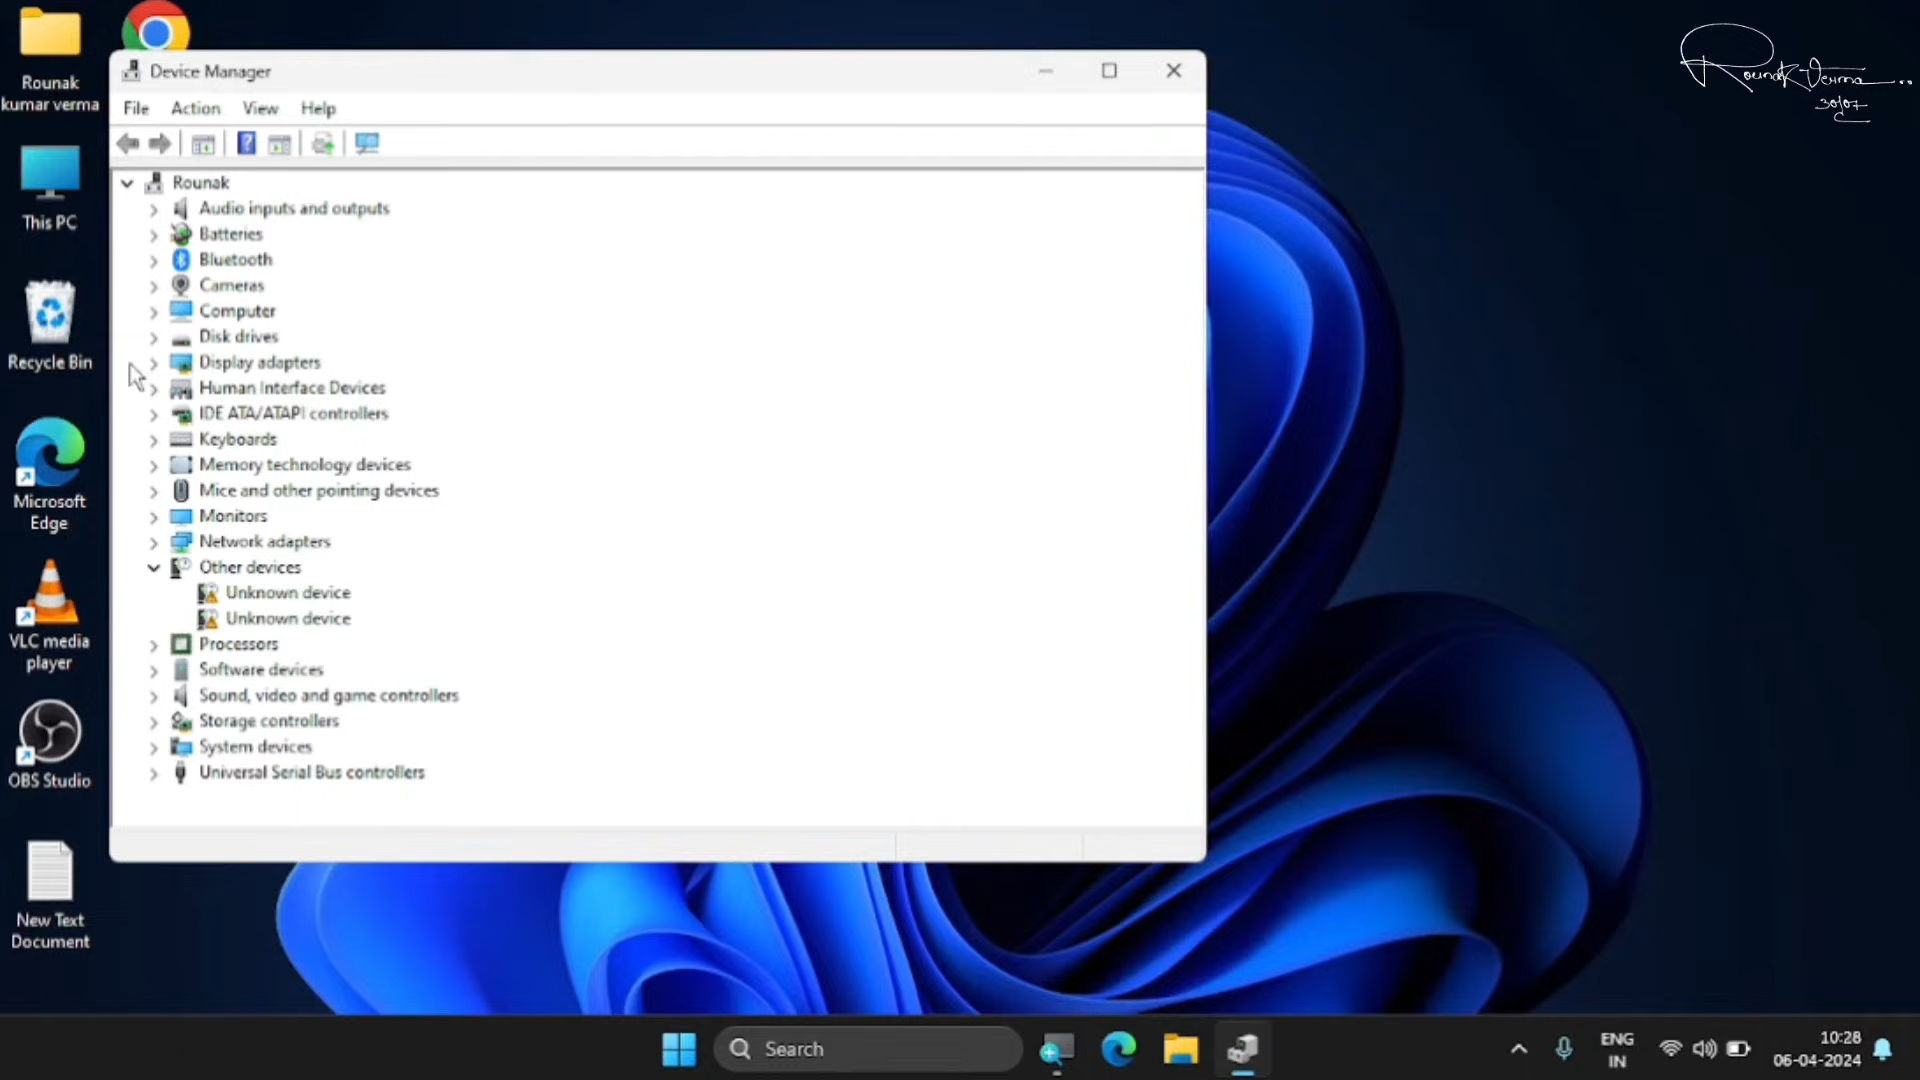 Rounak
kumar verma
This PC
Recycle Bin
Microsoft
Edge
VLC media
player
OBS Studio
New Text
Document
Device Manager
File Action View Help
Rounak
Audio inputs and outputs
Batteries
Bluetooth
Cameras
Computer
Disk drives
Display adapters
Human Interface Devices
IDE ATA/ATAPI controllers
Keyboards
Memory technology devices
Mice and other pointing devices
Monitors
Network adapters
Other devices
Unknown device
Unknown device
Processors
Software devices
Sound, video and game controllers
Storage controllers
System devices
Universal Serial Bus controllers
Rounak Verma
30/07
Search
ENG
IN
10:28
06-04-2024